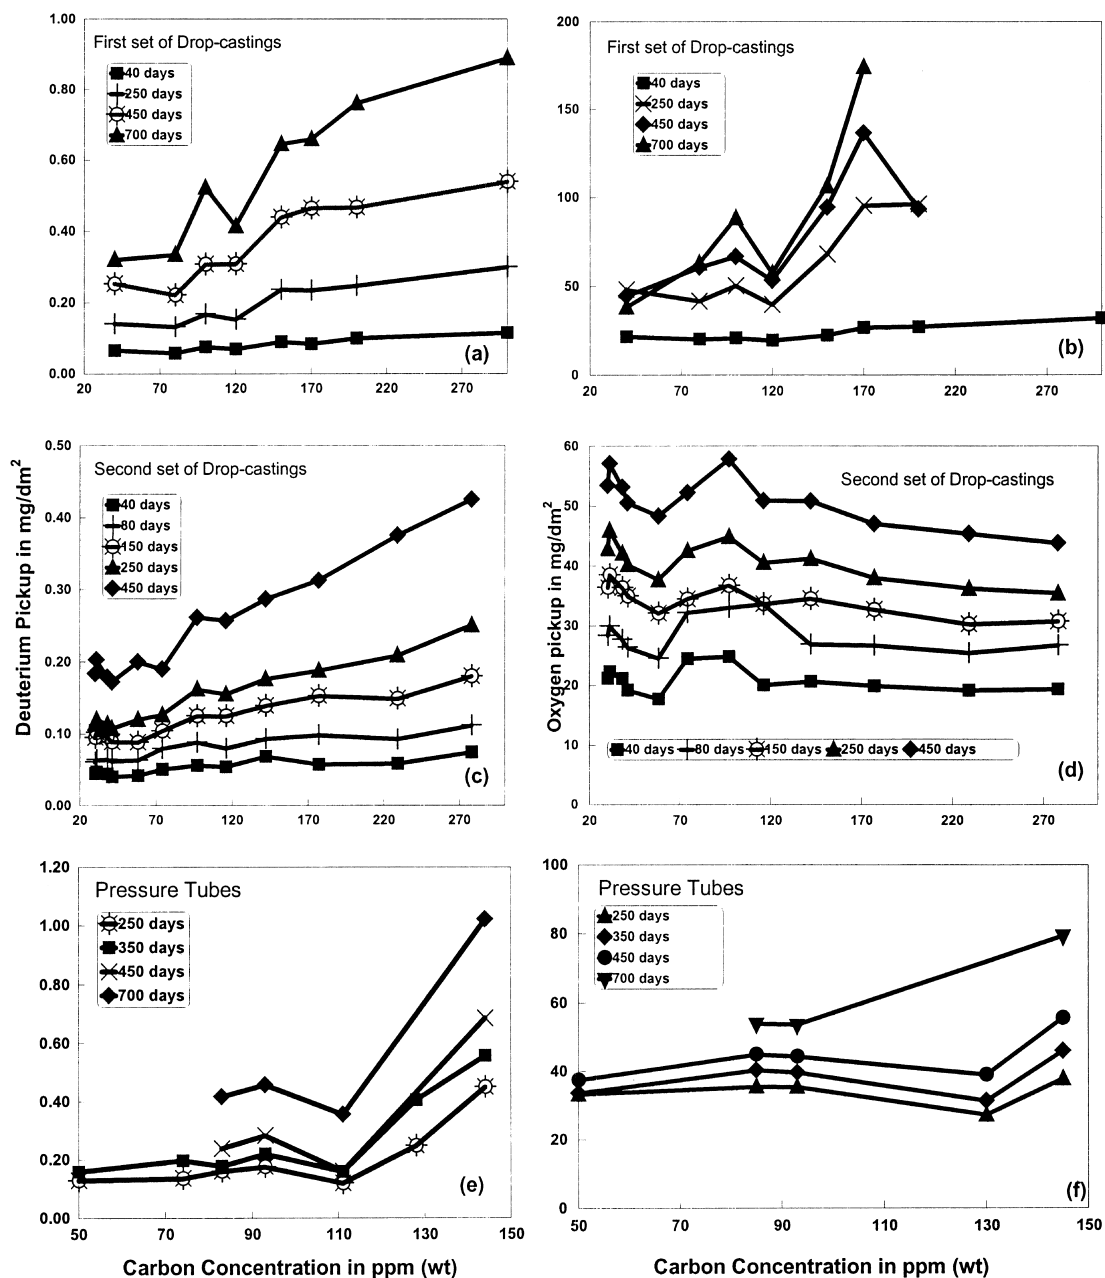 1.00
0.80
0.60
0.40
0.20
0.00
First set of Drop-castings
40 days
250 days
450 days
700 days
(a)
20 70 120 170 220 270
200
150
100
50
0
First set of Drop-castings
40 days
250 days
450 days
700 days
(b)
20 70 120 170 220 270
Deuterium Pickup in mg/dm2
0.50
0.40
0.30
0.20
0.10
0.00
Second set of Drop-castings
40 days
80 days
150 days
250 days
450 days
(c)
20 70 120 170 220 270
Oxygen pickup in mg/dm2
60
50
40
30
20
10
0
Second set of Drop-castings
40 days 80 days 150 days 250 days 450 days
(d)
20 70 120 170 220 270
1.20
1.00
0.80
0.60
0.40
0.20
0.00
Pressure Tubes
250 days
350 days
450 days
700 days
(e)
50 70 90 110 130 150
Carbon Concentration in ppm (wt)
100
80
60
40
20
0
Pressure Tubes
250 days
350 days
450 days
700 days
(f)
50 70 90 110 130 150
Carbon Concentration in ppm (wt)